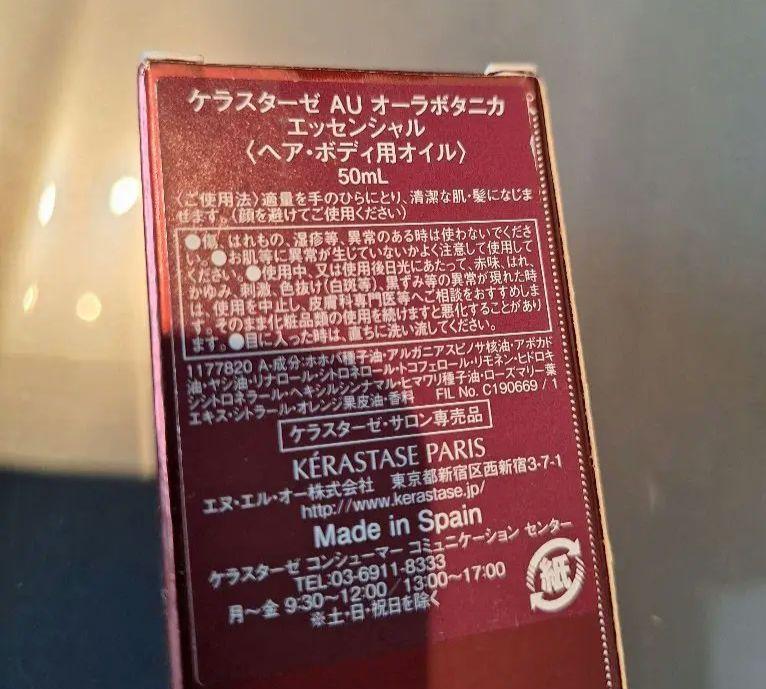 ケラスターゼ AU オーラボタニカ
エッセンシャル
〈ヘア・ボディ用オイル〉
50mL
〈ご使用法〉適量を手のひらにとり、清潔な肌・髪になじま
せます。(顔を避けてご使用ください)
●傷、はれもの、湿疹等、異常のある時は使わないでくださ
い。●お肌等に異常が生じていないかよく注意して使用して
ください。●使用中、又は使用後日光にあたって、赤味、はれ、
かゆみ、刺激、色抜け(白斑等)、黒ずみ等の異常が現れた時
は、使用を中止し、皮膚科専門医等へご相談をおすすめしま
す。そのまま化粧品類の使用を続けますと悪化することがあり
ます。●目に入った時は、直ちに洗い流してください。
1177820 A・成分:ホホバ種子油・アルガニアスピノサ核油・アボカド
油・ヤシ油・リナロール・シトロネロール・トコフェロール・リモネン・ヒドロキ
シシトロネラール・ヘキシルシンナマル・ヒマワリ種子油・ローズマリー葉
エキス・シトラール・オレンジ果皮油・香料 FIL No. C190669 / 1
ケラスターゼ・サロン専売品
KÉRASTASE PARIS
エヌ・エル・オー株式会社 東京都新宿区西新宿3-7-1
http://www.kerastase.jp/
Made in Spain
ケラスターゼ コンシューマー コミュニケーション センター
TEL:03-6911-8333
月～金 9:30～12:00/13:00～17:00
※土・日・祝日を除く
紙